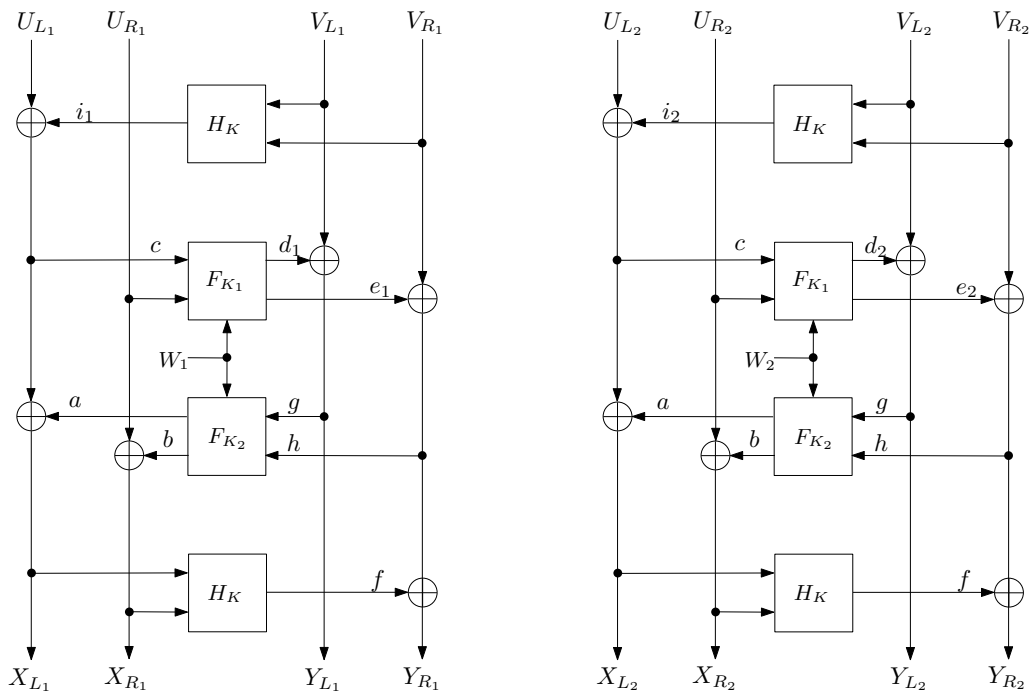 U_{L_1} U_{R_1} V_{L_1} V_{R_1} U_{L_2} U_{R_2} V_{L_2} V_{R_2}
i_1 H_K i_2 H_K
c F_{K_1} d_1 e_1 c F_{K_1} d_2 e_2
W_1 W_2
a b F_{K_2} g h a b F_{K_2} g h
H_K f H_K f
X_{L_1} X_{R_1} Y_{L_1} Y_{R_1} X_{L_2} X_{R_2} Y_{L_2} Y_{R_2}